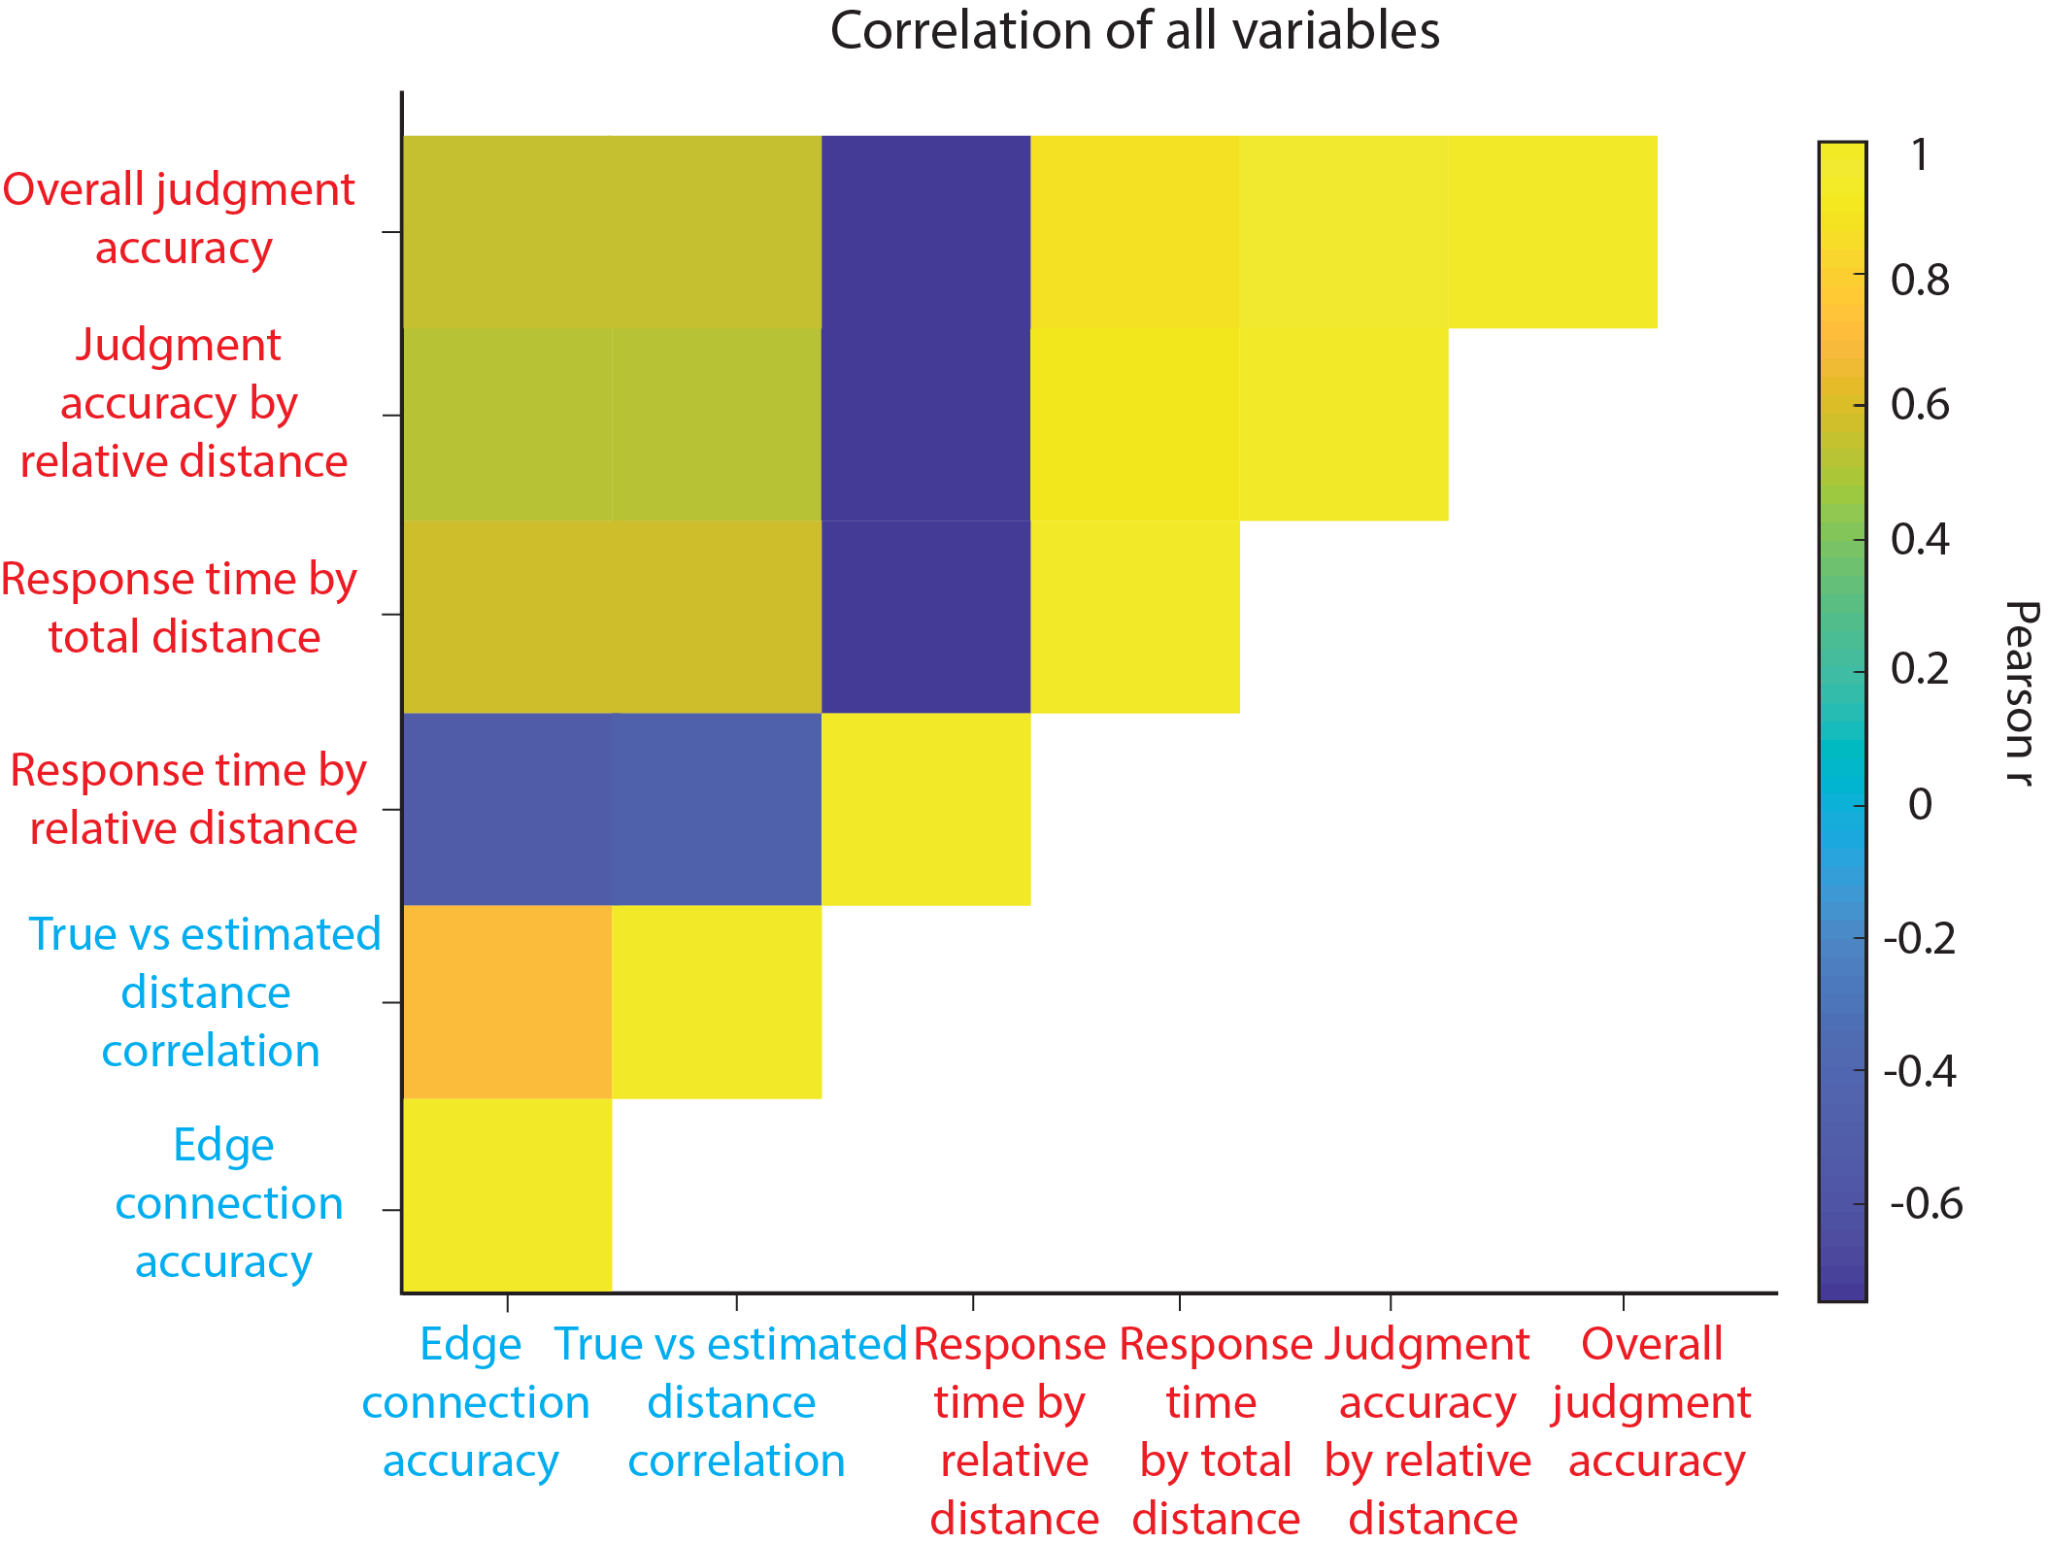 Correlation of all variables
Overall judgment
accuracy
Judgment
accuracy by
relative distance
Response time by
total distance
Response time by
relative distance
True vs estimated
distance
correlation
Edge
connection
accuracy
Edge
connection
accuracy
True vs estimated
distance
correlation
Response
time by
relative
distance
Response
time
by total
distance
Judgment
accuracy
by relative
distance
Overall
judgment
accuracy
1
0.8
0.6
0.4
0.2
0
-0.2
-0.4
-0.6
Pearson r